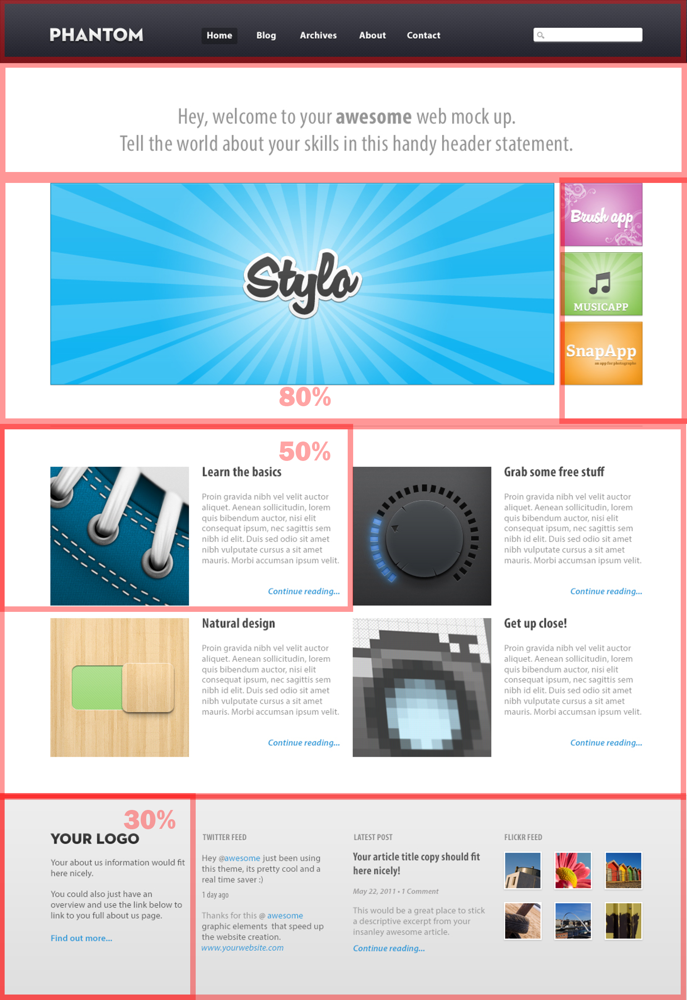 PHANTOM
Home Blog Archives About Contact
Hey, welcome to your awesome web mock up.
Tell the world about your skills in this handy header statement.
Stylo
Brush app
MUSICAPP
SnapApp
an app for photographs
80%
50%
Learn the basics
Proin gravida nibh vel velit auctor
aliquet. Aenean sollicitudin, lorem
quis bibendum auctor, nisi elit
consequat ipsum, nec sagittis sem
nibh id elit. Duis sed odio sit amet
nibh vulputate cursus a sit amet
mauris. Morbi accumsan ipsum velit.
Continue reading...
Grab some free stuff
Proin gravida nibh vel velit auctor
aliquet. Aenean sollicitudin, lorem
quis bibendum auctor, nisi elit
consequat ipsum, nec sagittis sem
nibh id elit. Duis sed odio sit amet
nibh vulputate cursus a sit amet
mauris. Morbi accumsan ipsum velit.
Continue reading...
Natural design
Proin gravida nibh vel velit auctor
aliquet. Aenean sollicitudin, lorem
quis bibendum auctor, nisi elit
consequat ipsum, nec sagittis sem
nibh id elit. Duis sed odio sit amet
nibh vulputate cursus a sit amet
mauris. Morbi accumsan ipsum velit.
Continue reading...
Get up close!
Proin gravida nibh vel velit auctor
aliquet. Aenean sollicitudin, lorem
quis bibendum auctor, nisi elit
consequat ipsum, nec sagittis sem
nibh id elit. Duis sed odio sit amet
nibh vulputate cursus a sit amet
mauris. Morbi accumsan ipsum velit.
Continue reading...
30%
YOUR LOGO
Your about us information would fit
here nicely.
You could also just have an
overview and use the link below to
link to you full about us page.
Find out more...
TWITTER FEED
Hey @awesome just been using
this theme, its pretty cool and a
real time saver :)
1 day ago
Thanks for this @ awesome
graphic elements that speed up
the website creation.
www.yourwebsite.com
LATEST POST
Your article title copy should fit
here nicely!
May 22, 2011 • 1 Comment
This would be a great place to stick
a descriptive excerpt from your
insanley awesome article.
Continue reading...
FLICKR FEED